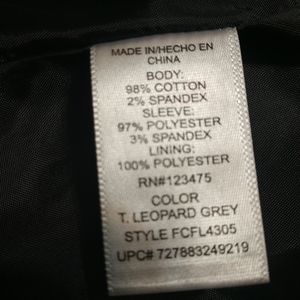 MADE IN/HECHO EN
CHINA
BODY:
98% COTTON
2% SPANDEX
SLEEVE:
97% POLYESTER
3% SPANDEX
LINING:
100% POLYESTER
RN#123475
COLOR
T. LEOPARD GREY
STYLE FCFL4305
UPC# 727883249219